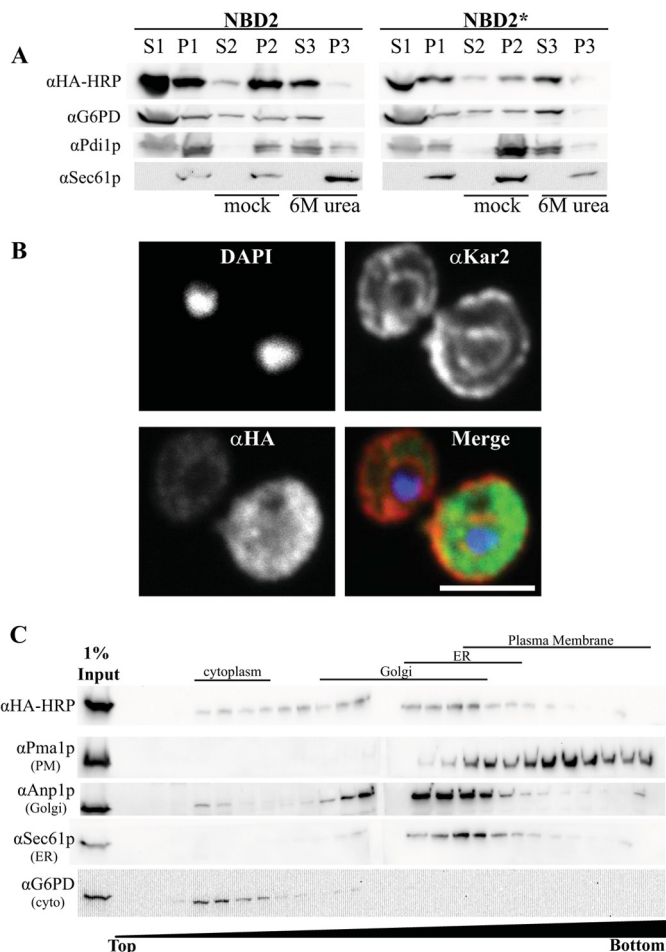 NBD2 NBD2*
S1 P1 S2 P2 S3 P3 S1 P1 S2 P2 S3 P3
A
αHA-HRP
αG6PD
αPdi1p
αSec61p
mock 6M urea mock 6M urea
B
DAPI αKar2
αHA Merge
C
Plasma Membrane
1% Input
ER
cytoplasm Golgi
αHA-HRP
αPma1p
(PM)
αAnp1p
(Golgi)
αSec61p
(ER)
αG6PD
(cyto)
Top Bottom